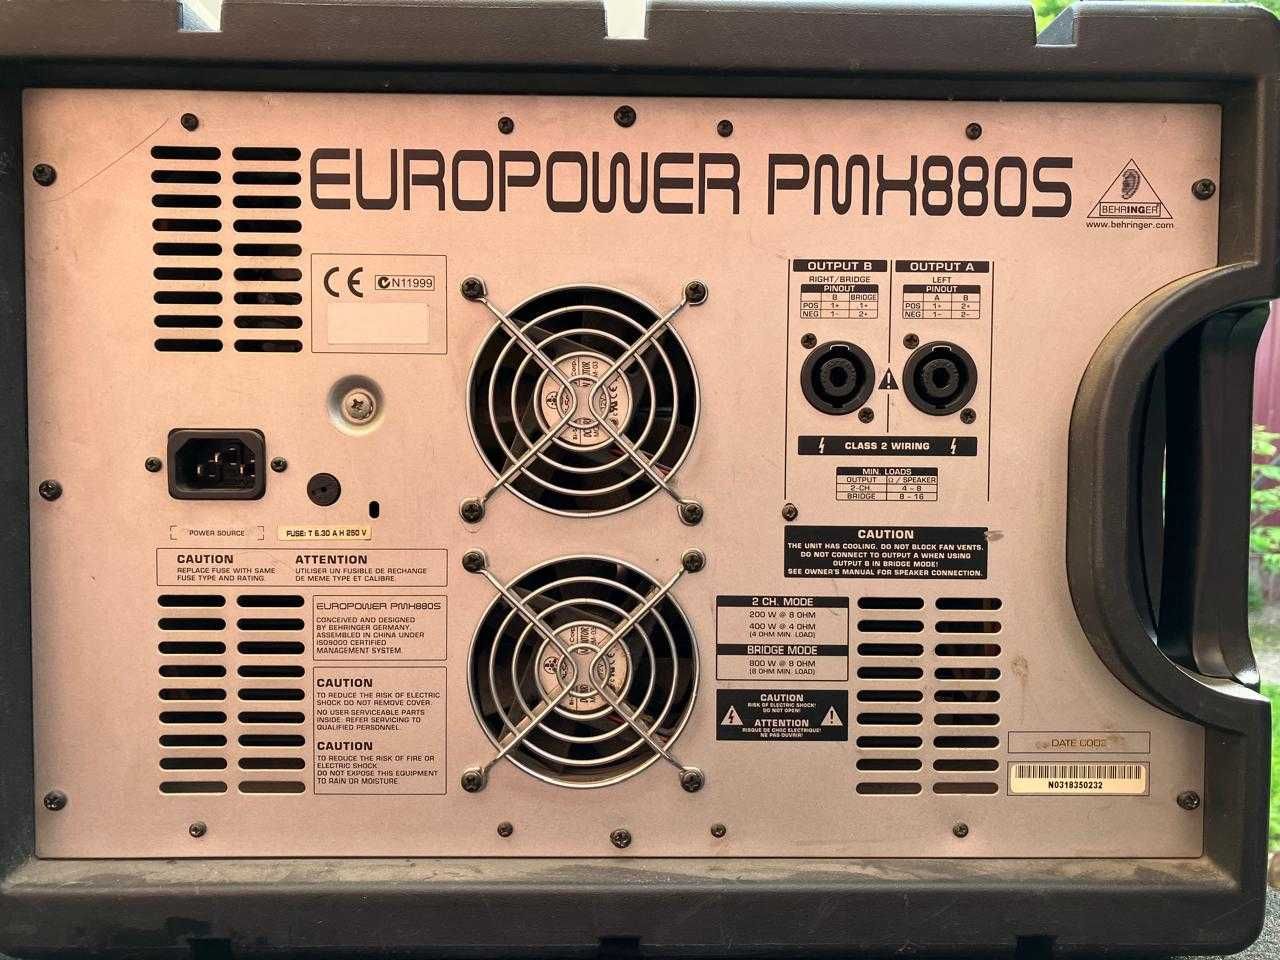 EUROPOWER PMX880S
BEHRINGER
www.behringer.com
CE
N11999
OUTPUT B
RIGHT/BRIDGE
PINOUT
B BRIDGE
POS 1+ 1+
NEG 1- 2+
OUTPUT A
LEFT
PINOUT
A B
POS 1+ 2+
NEG 1- 2-
CLASS 2 WIRING
MIN. LOADS
OUTPUT Ω / SPEAKER
2-CH. 4 - 8
BRIDGE 8 - 16
POWER SOURCE
FUSE: T 6.30 A H 250 V
CAUTION
REPLACE FUSE WITH SAME
FUSE TYPE AND RATING.
ATTENTION
UTILISER UN FUSIBLE DE RECHANGE
DE MEME TYPE ET CALIBRE.
CAUTION
THE UNIT HAS COOLING. DO NOT BLOCK FAN VENTS.
DO NOT CONNECT TO OUTPUT A WHEN USING
OUTPUT B IN BRIDGE MODE!
SEE OWNER'S MANUAL FOR SPEAKER CONNECTION.
EUROPOWER PMX880S
CONCEIVED AND DESIGNED
BY BEHRINGER GERMANY.
ASSEMBLED IN CHINA UNDER
ISO9000 CERTIFIED
MANAGEMENT SYSTEM.
CAUTION
TO REDUCE THE RISK OF ELECTRIC
SHOCK DO NOT REMOVE COVER.
NO USER SERVICEABLE PARTS
INSIDE: REFER SERVICING TO
QUALIFIED PERSONNEL.
CAUTION
TO REDUCE THE RISK OF FIRE OR
ELECTRIC SHOCK
DO NOT EXPOSE THIS EQUIPMENT
TO RAIN OR MOISTURE.
2 CH. MODE
200 W @ 8 OHM
400 W @ 4 OHM
(4 OHM MIN. LOAD)
BRIDGE MODE
800 W @ 8 OHM
(8 OHM MIN. LOAD)
CAUTION
RISK OF ELECTRIC SHOCK!
DO NOT OPEN!
ATTENTION
RISQUE DE CHOC ELECTRIQUE!
NE PAS OUVRIR!
DATE CODE
N0318350232